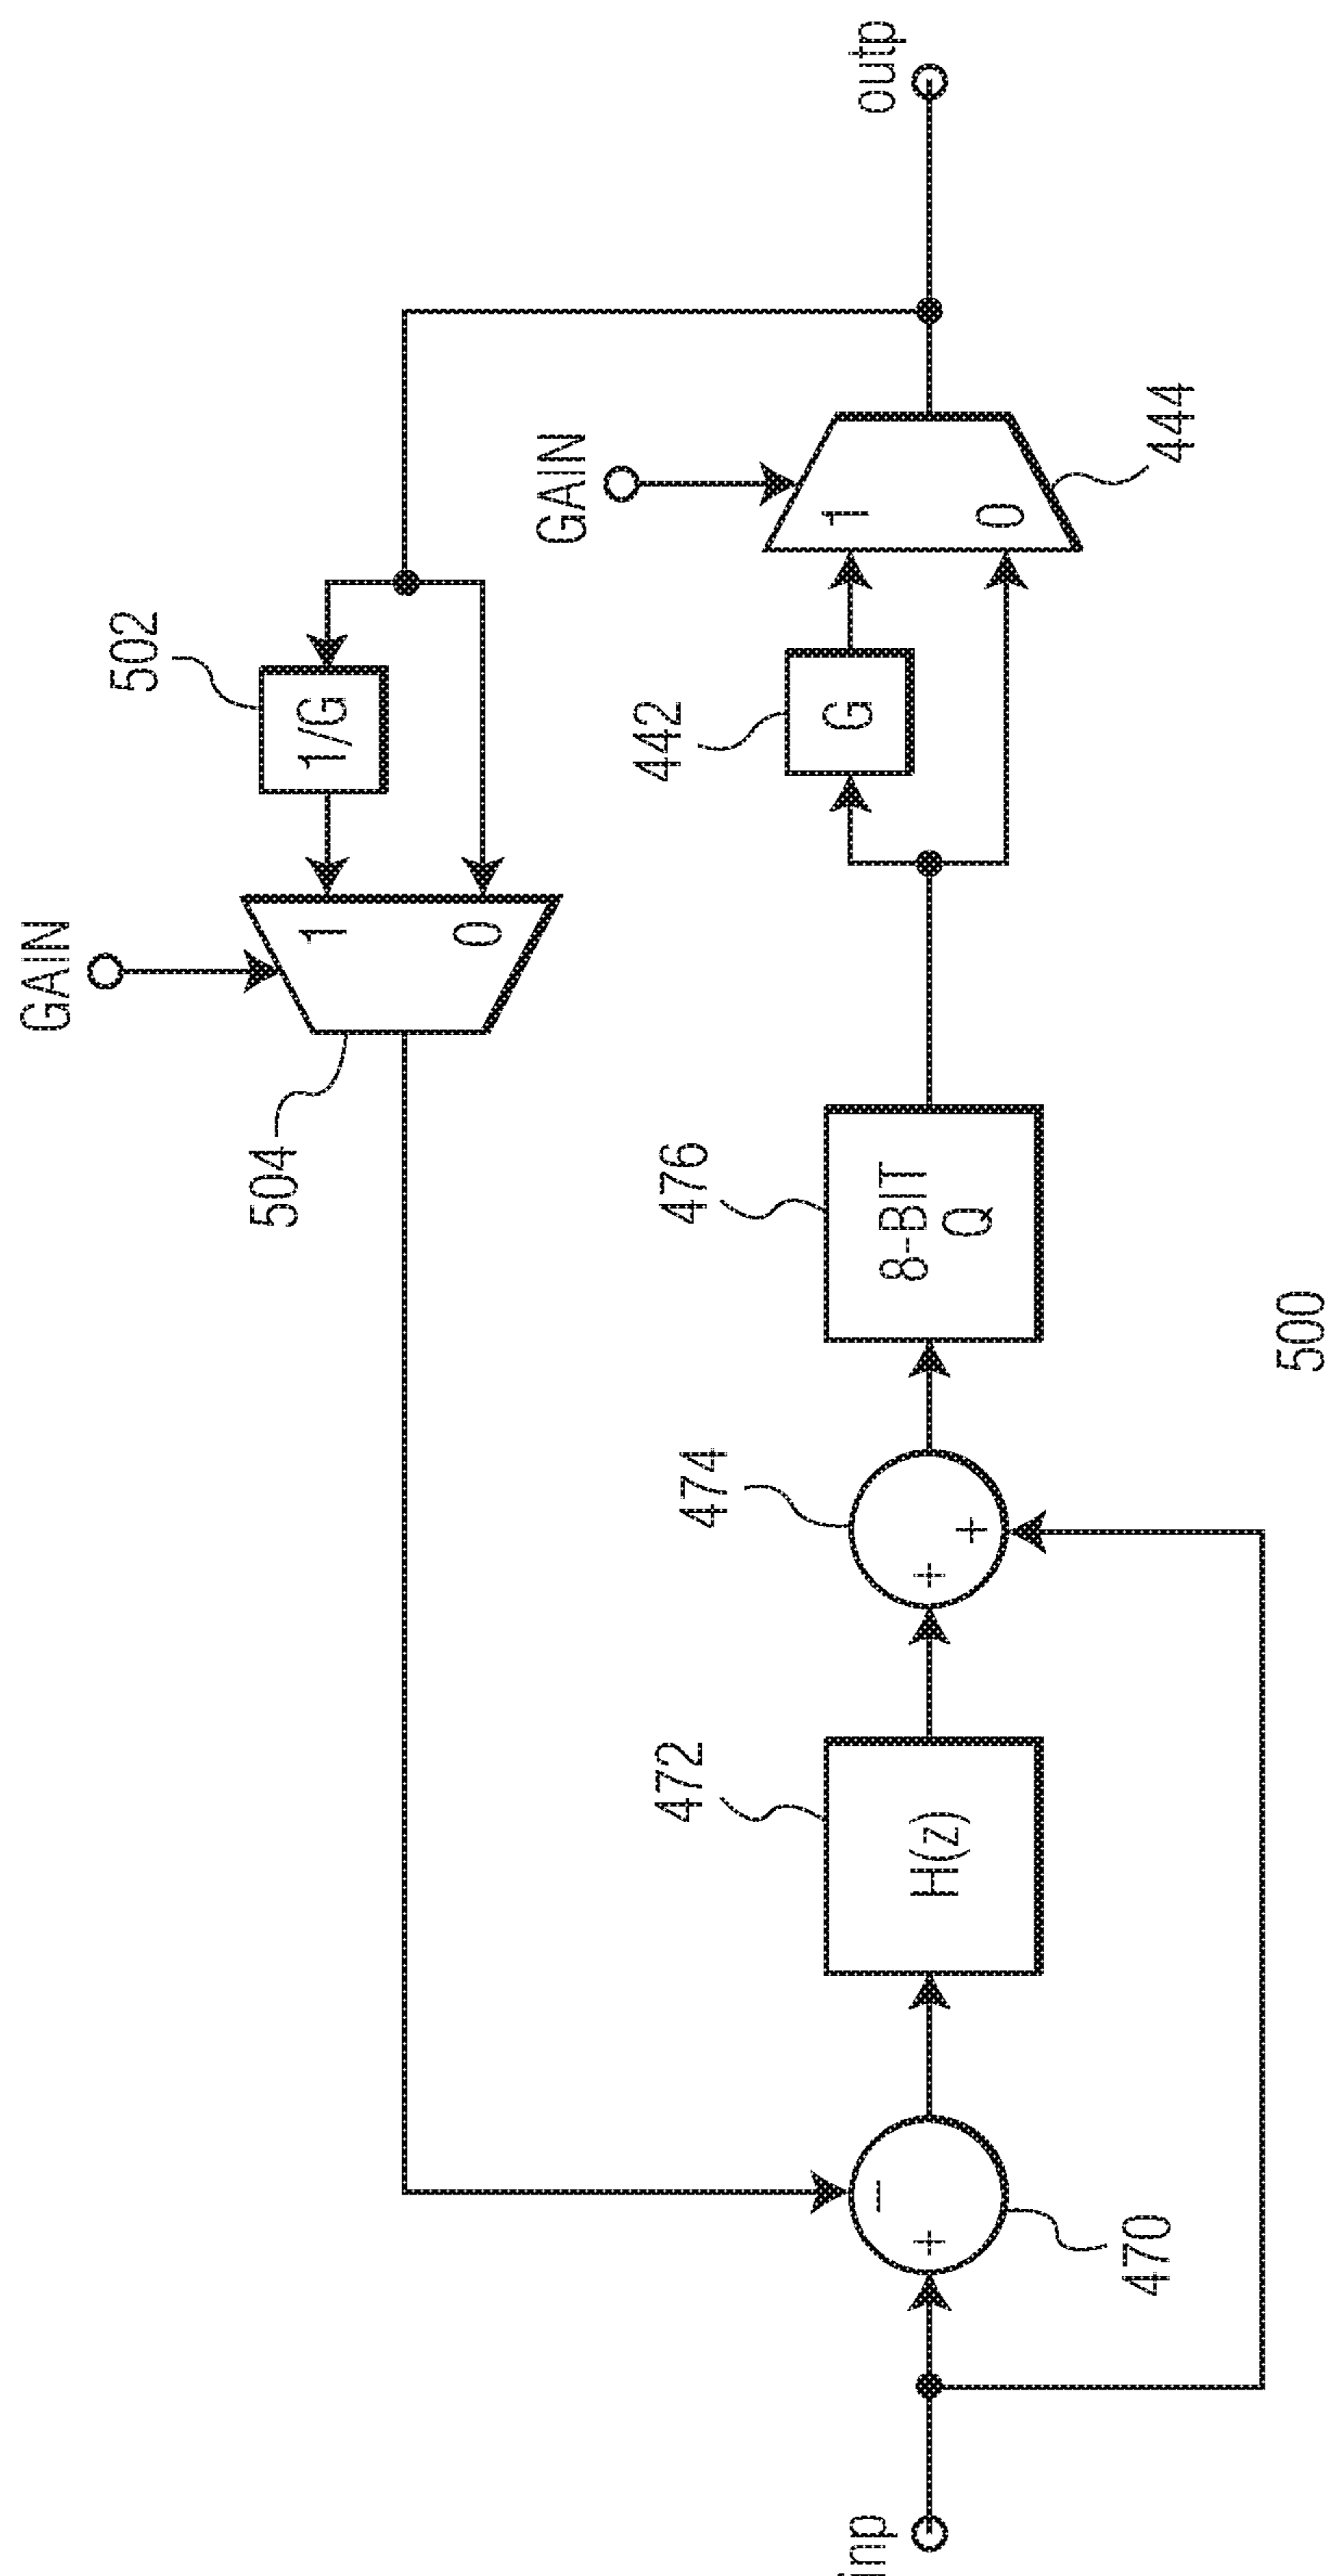 GAIN
504
1
0
502
1/G
GAIN
outp
inp
470
+
−
472
H(z)
474
+
+
476
8-BIT
Q
442
G
1
0
444
500